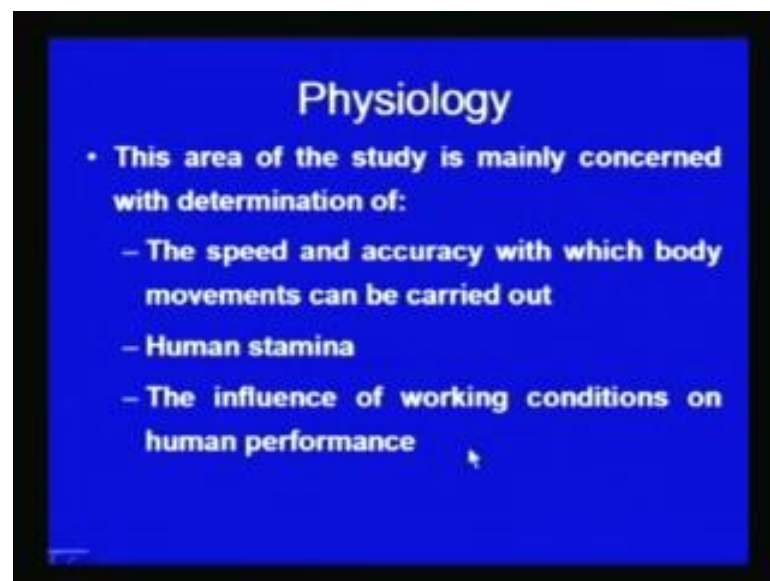 Physiology
• This area of the study is mainly concerned
with determination of:
– The speed and accuracy with which body
movements can be carried out
– Human stamina
– The influence of working conditions on
human performance